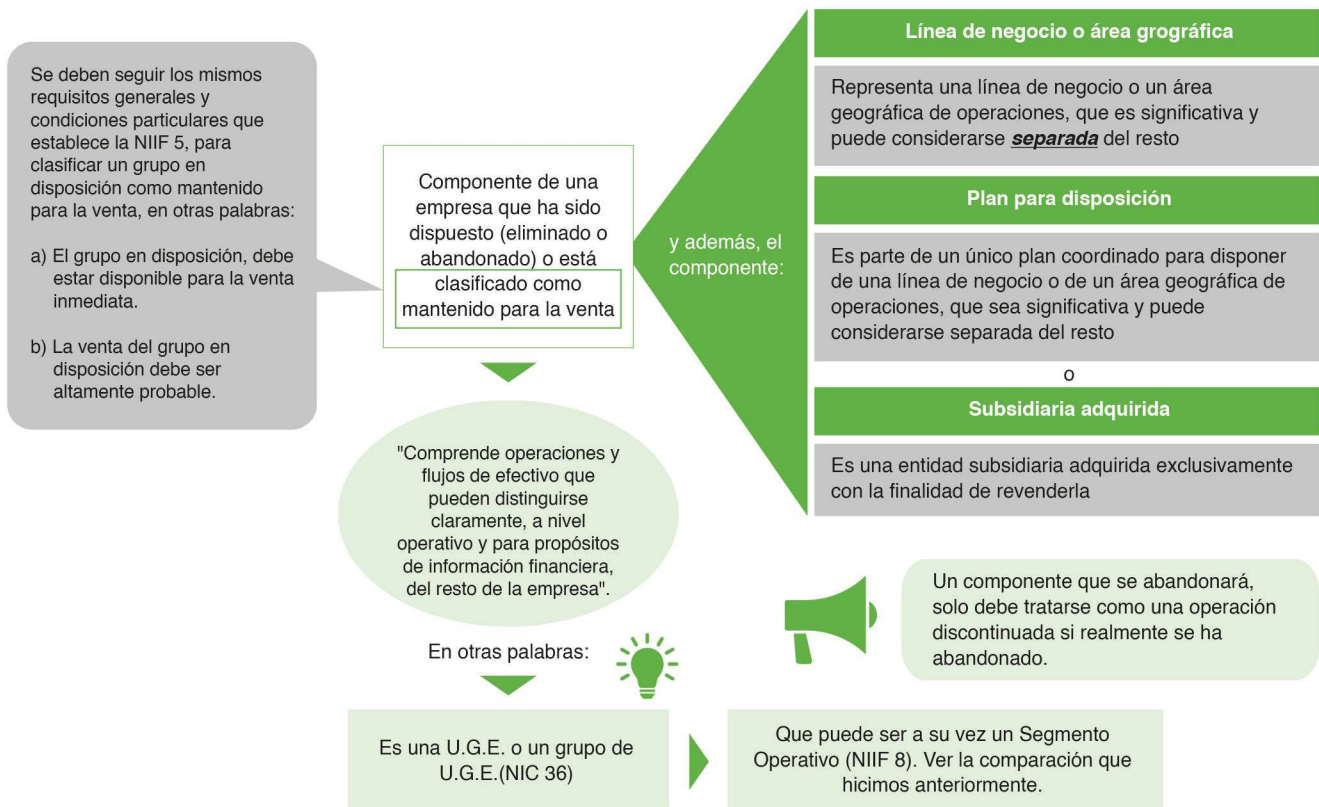 Se deben seguir los mismos
requisitos generales y
condiciones particulares que
establece la NIIF 5, para
clasificar un grupo en
disposición como mantenido
para la venta, en otras palabras:
a) El grupo en disposición, debe
estar disponible para la venta
inmediata.
b) La venta del grupo en
disposición debe ser
altamente probable.
Componente de una
empresa que ha sido
dispuesto (eliminado o
abandonado) o está
clasificado como
mantenido para la venta
y además, el
componente:
Línea de negocio o área grográfica
Representa una línea de negocio o un área
geográfica de operaciones, que es significativa y
puede considerarse separada del resto
Plan para disposición
Es parte de un único plan coordinado para disponer
de una línea de negocio o de un área geográfica de
operaciones, que sea significativa y puede
considerarse separada del resto
o
Subsidiaria adquirida
Es una entidad subsidiaria adquirida exclusivamente
con la finalidad de revenderla
"Comprende operaciones y
flujos de efectivo que
pueden distinguirse
claramente, a nivel
operativo y para propósitos
de información financiera,
del resto de la empresa".
Un componente que se abandonará,
solo debe tratarse como una operación
discontinuada si realmente se ha
abandonado.
En otras palabras:
Es una U.G.E. o un grupo de
U.G.E.(NIC 36)
Que puede ser a su vez un Segmento
Operativo (NIIF 8). Ver la comparación que
hicimos anteriormente.